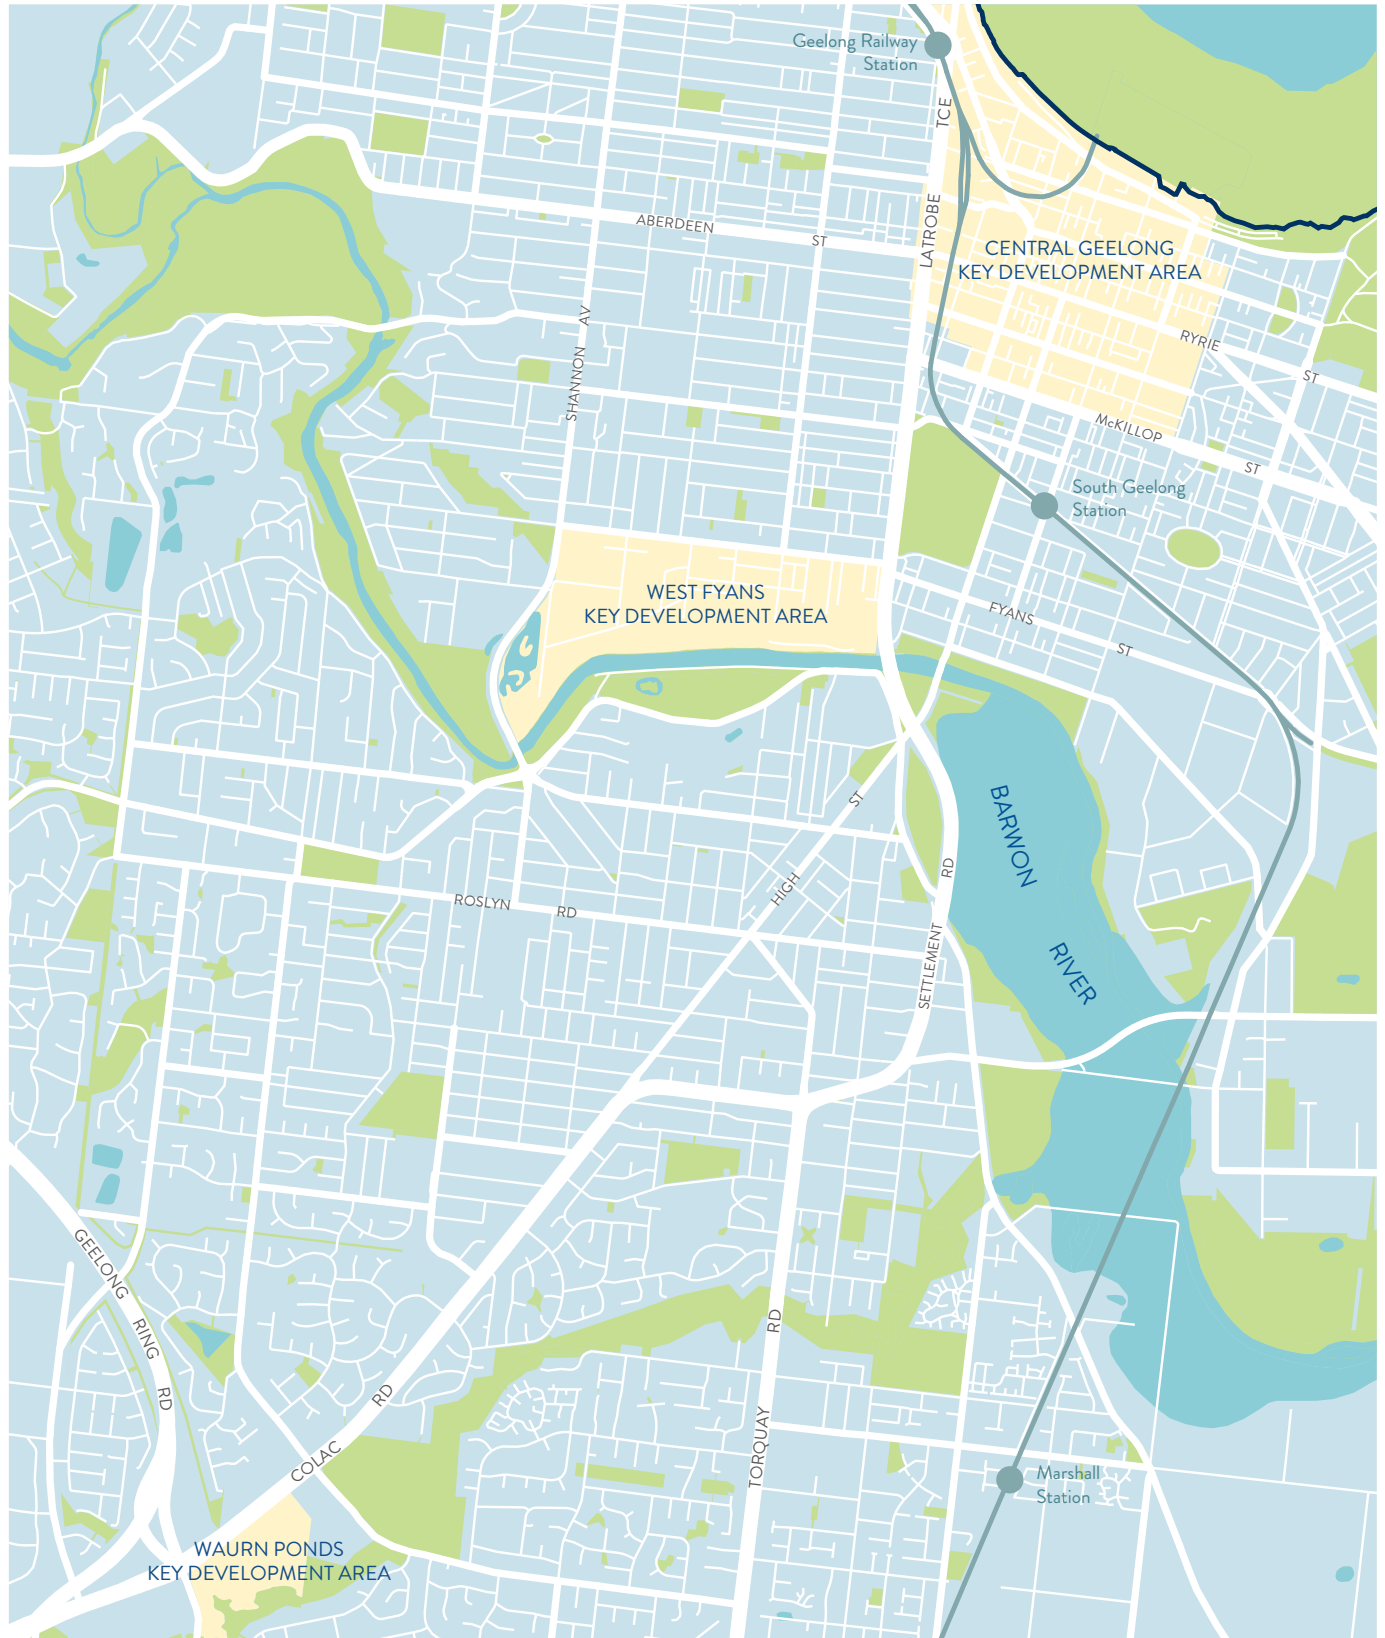 Geelong Railway
Station
LATROBE TCE
ABERDEEN ST
CENTRAL GEELONG
KEY DEVELOPMENT AREA
SHANNON AV
RYRIE ST
McKILLOP ST
South Geelong
Station
WEST FYANS
KEY DEVELOPMENT AREA
FYANS ST
BARWON RIVER
HIGH ST
SETTLEMENT RD
ROSLYN RD
GEELONG RING RD
COLAC RD
TORQUAY RD
Marshall
Station
WAURN PONDS
KEY DEVELOPMENT AREA